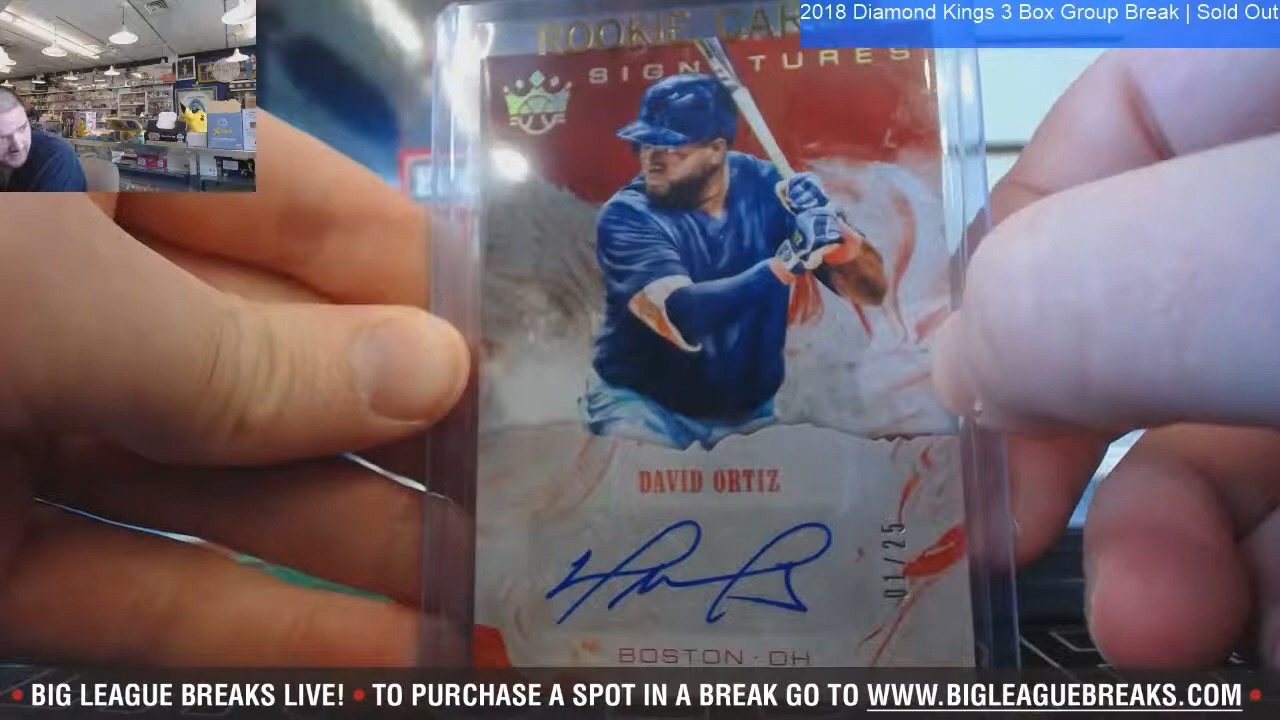 2018 Diamond Kings 3 Box Group Break | Sold Out
ROOKIE
SIGNATURES
DAVID ORTIZ
01/25
BOSTON · DH
• BIG LEAGUE BREAKS LIVE! • TO PURCHASE A SPOT IN A BREAK GO TO WWW.BIGLEAGUEBREAKS.COM •